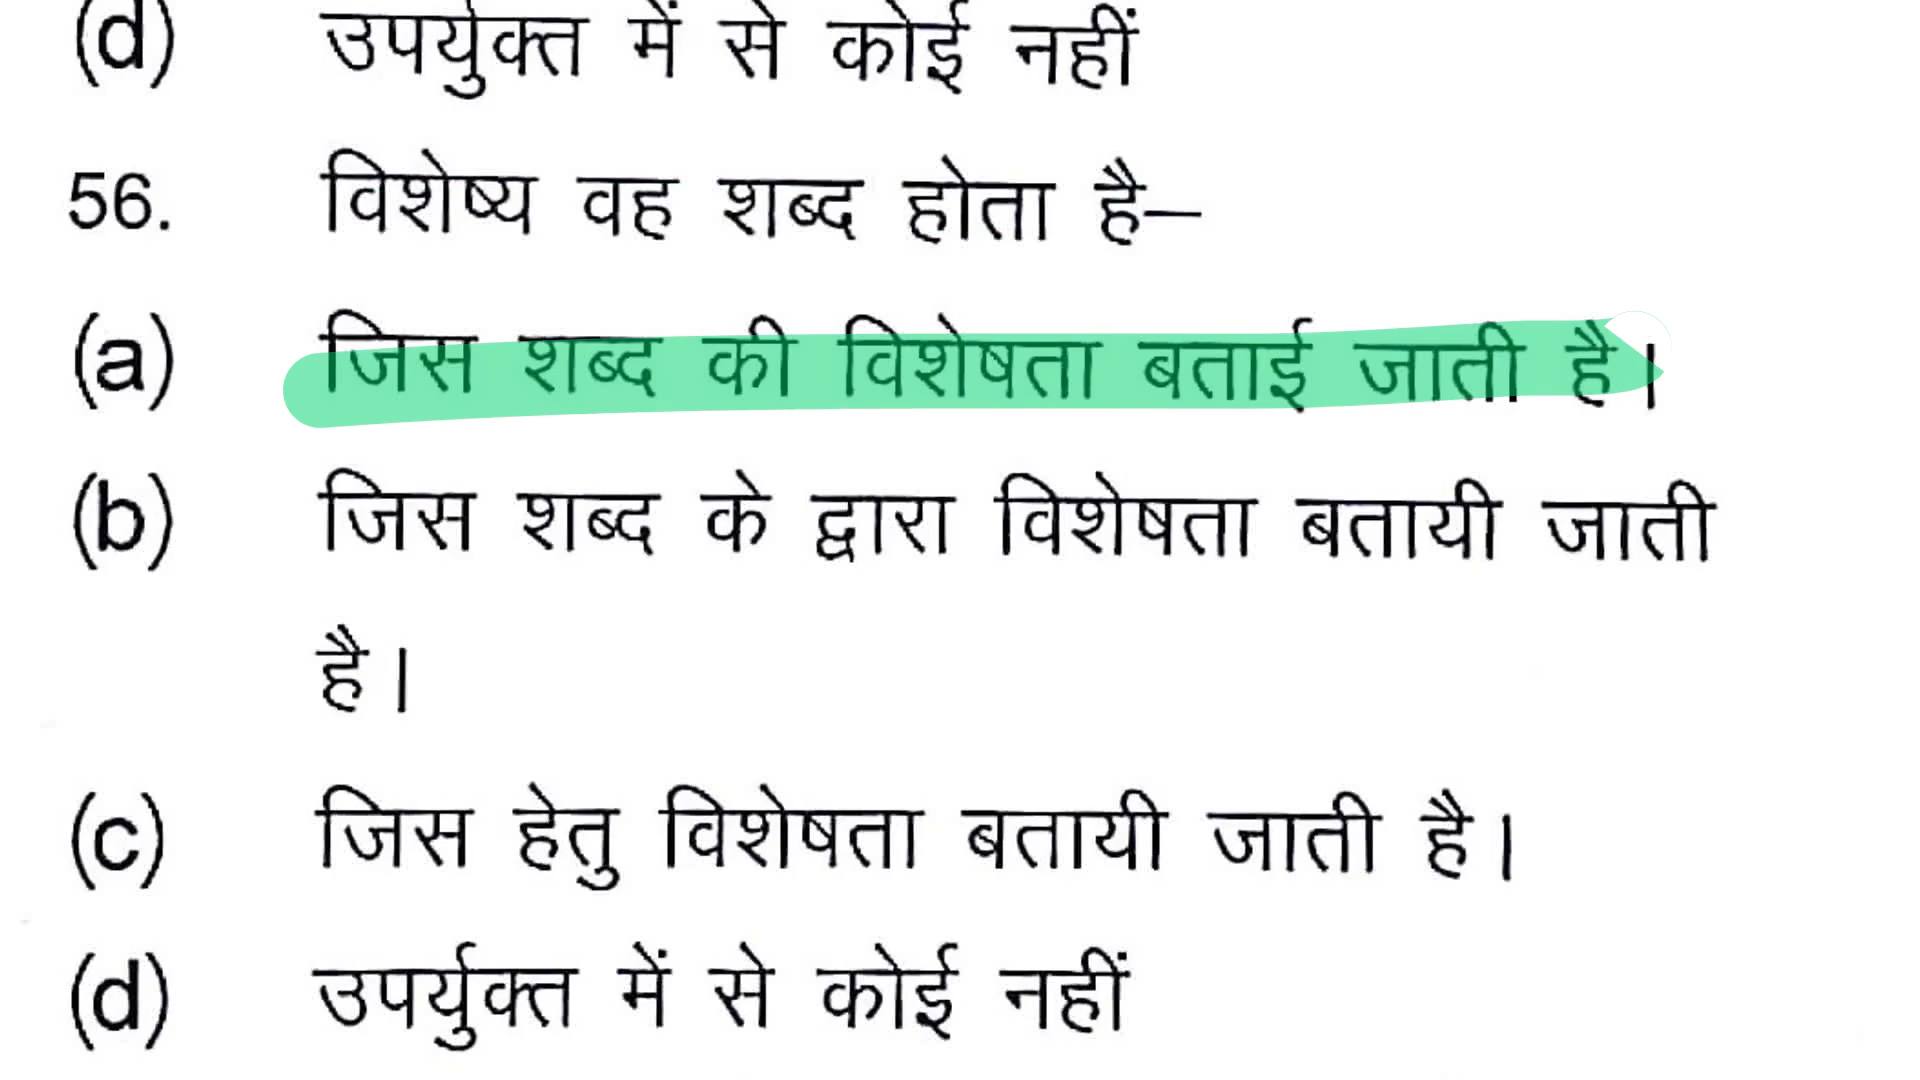 (d) उपर्युक्त में से कोई नहीं
56. विशेष्य वह शब्द होता है–
(a) जिस शब्द की विशेषता बताई जाती है।
(b) जिस शब्द के द्वारा विशेषता बतायी जाती
है।
(c) जिस हेतु विशेषता बतायी जाती है।
(d) उपर्युक्त में से कोई नहीं